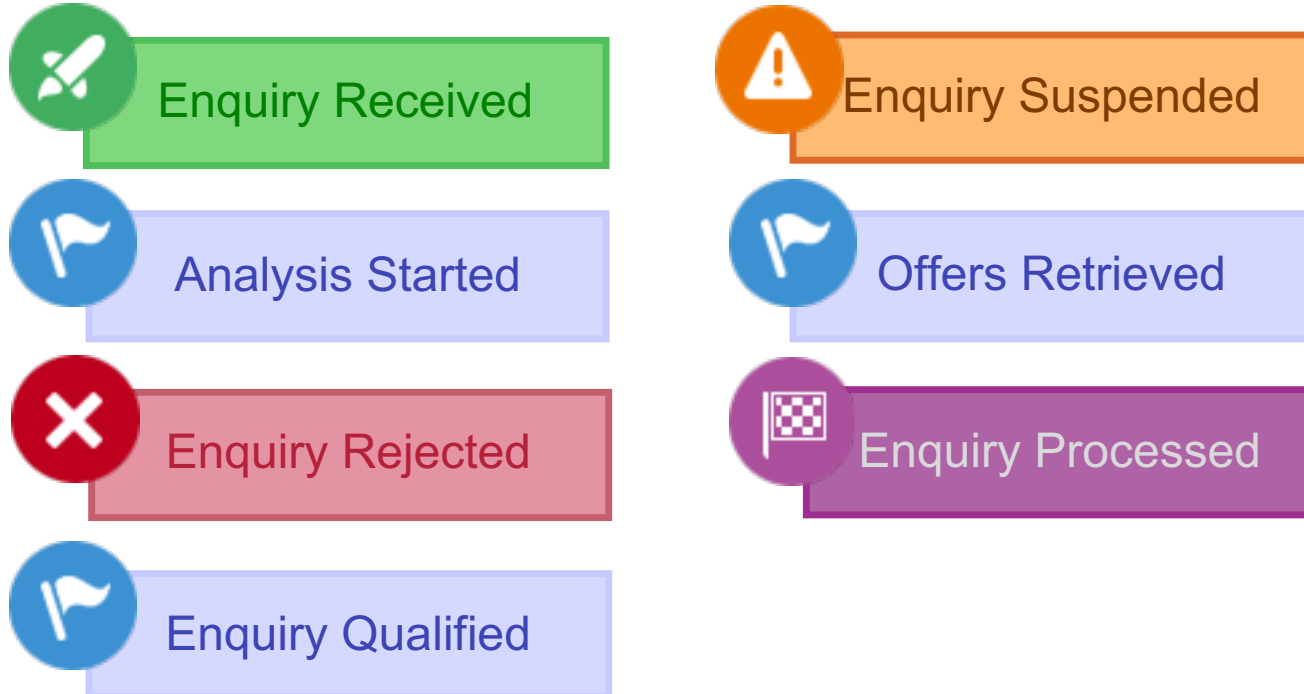 Enquiry Received
Analysis Started
Enquiry Rejected
Enquiry Qualified
Enquiry Suspended
Offers Retrieved
Enquiry Processed